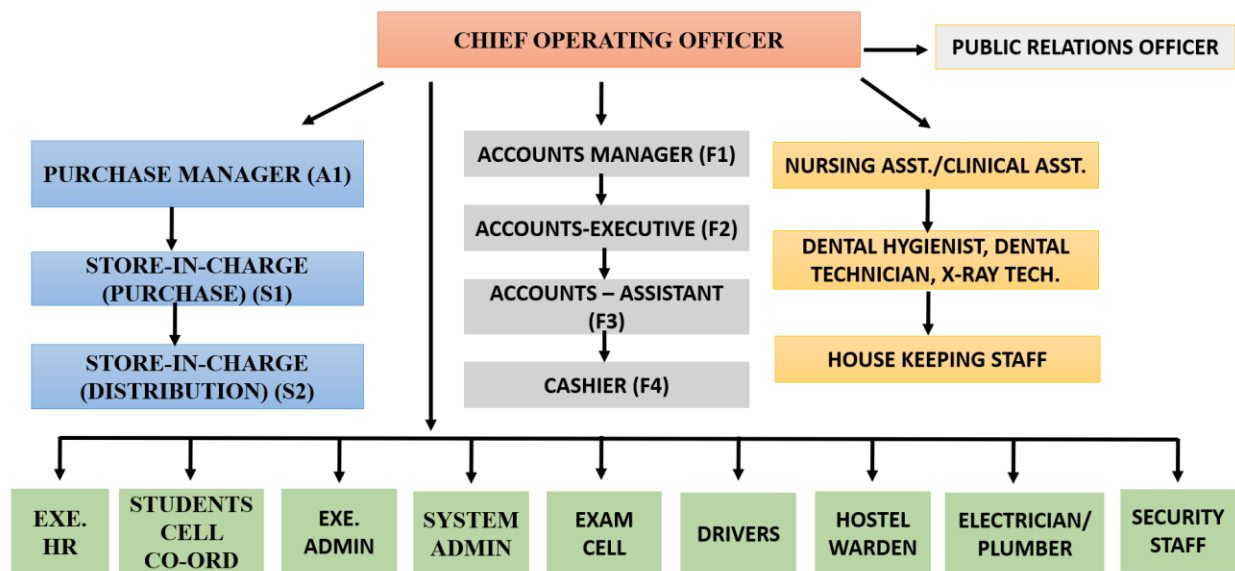 CHIEF OPERATING OFFICER
PUBLIC RELATIONS OFFICER
PURCHASE MANAGER (A1)
STORE-IN-CHARGE
(PURCHASE) (S1)
STORE-IN-CHARGE
(DISTRIBUTION) (S2)
ACCOUNTS MANAGER (F1)
ACCOUNTS-EXECUTIVE (F2)
ACCOUNTS – ASSISTANT
(F3)
CASHIER (F4)
NURSING ASST./CLINICAL ASST.
DENTAL HYGIENIST, DENTAL
TECHNICIAN, X-RAY TECH.
HOUSE KEEPING STAFF
EXE.
HR
STUDENTS
CELL
CO-ORD
EXE.
ADMIN
SYSTEM
ADMIN
EXAM
CELL
DRIVERS
HOSTEL
WARDEN
ELECTRICIAN/
PLUMBER
SECURITY
STAFF